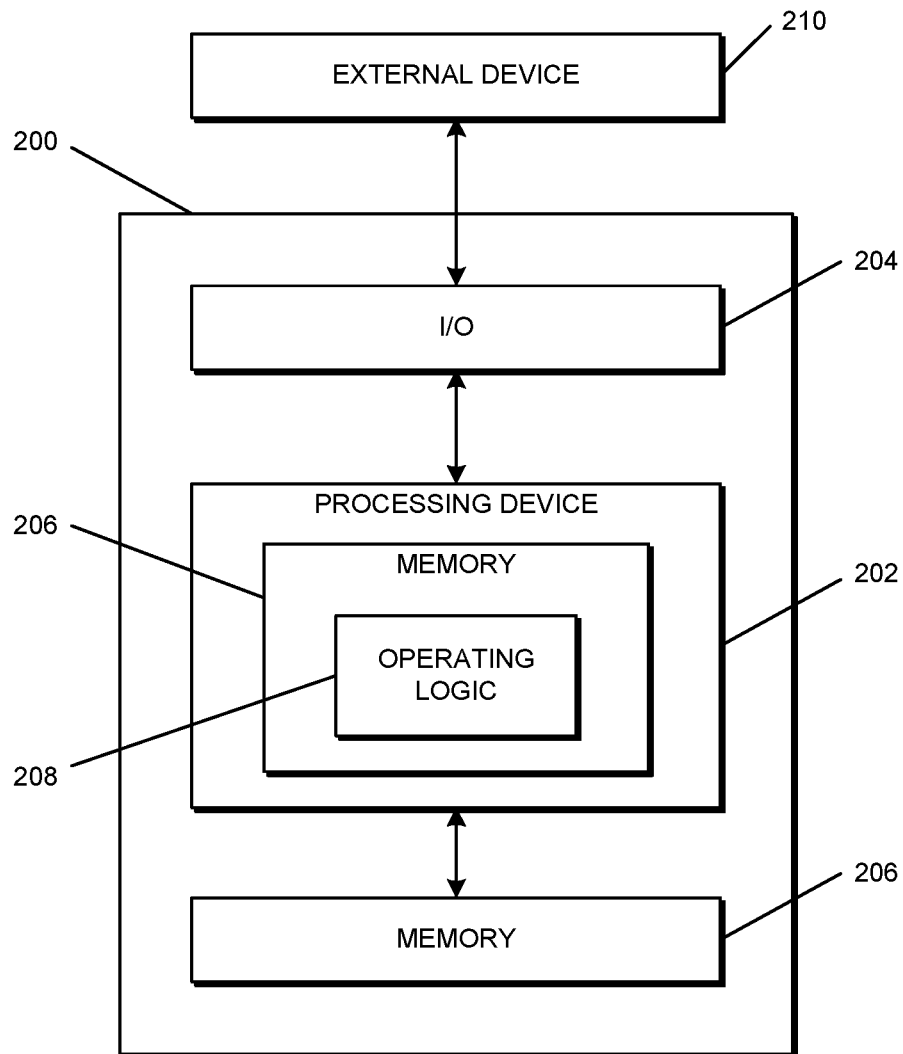 210
EXTERNAL DEVICE
200
204
I/O
PROCESSING DEVICE
206
MEMORY
202
OPERATING
LOGIC
208
206
MEMORY